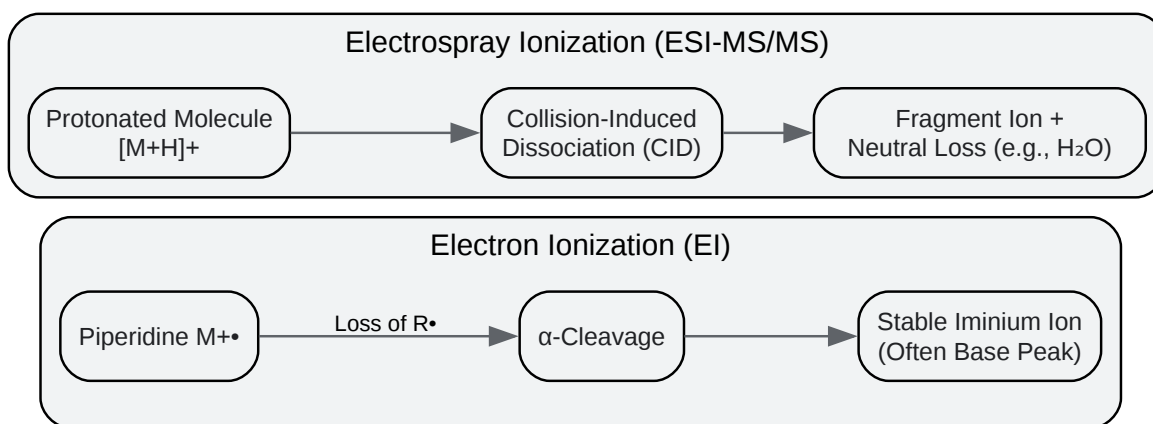 Electrospray Ionization (ESI-MS/MS)
Protonated Molecule
[M+H]+
Collision-Induced
Dissociation (CID)
Fragment Ion +
Neutral Loss (e.g., H₂O)
Electron Ionization (EI)
Piperidine M+•
Loss of R•
α-Cleavage
Stable Iminium Ion
(Often Base Peak)